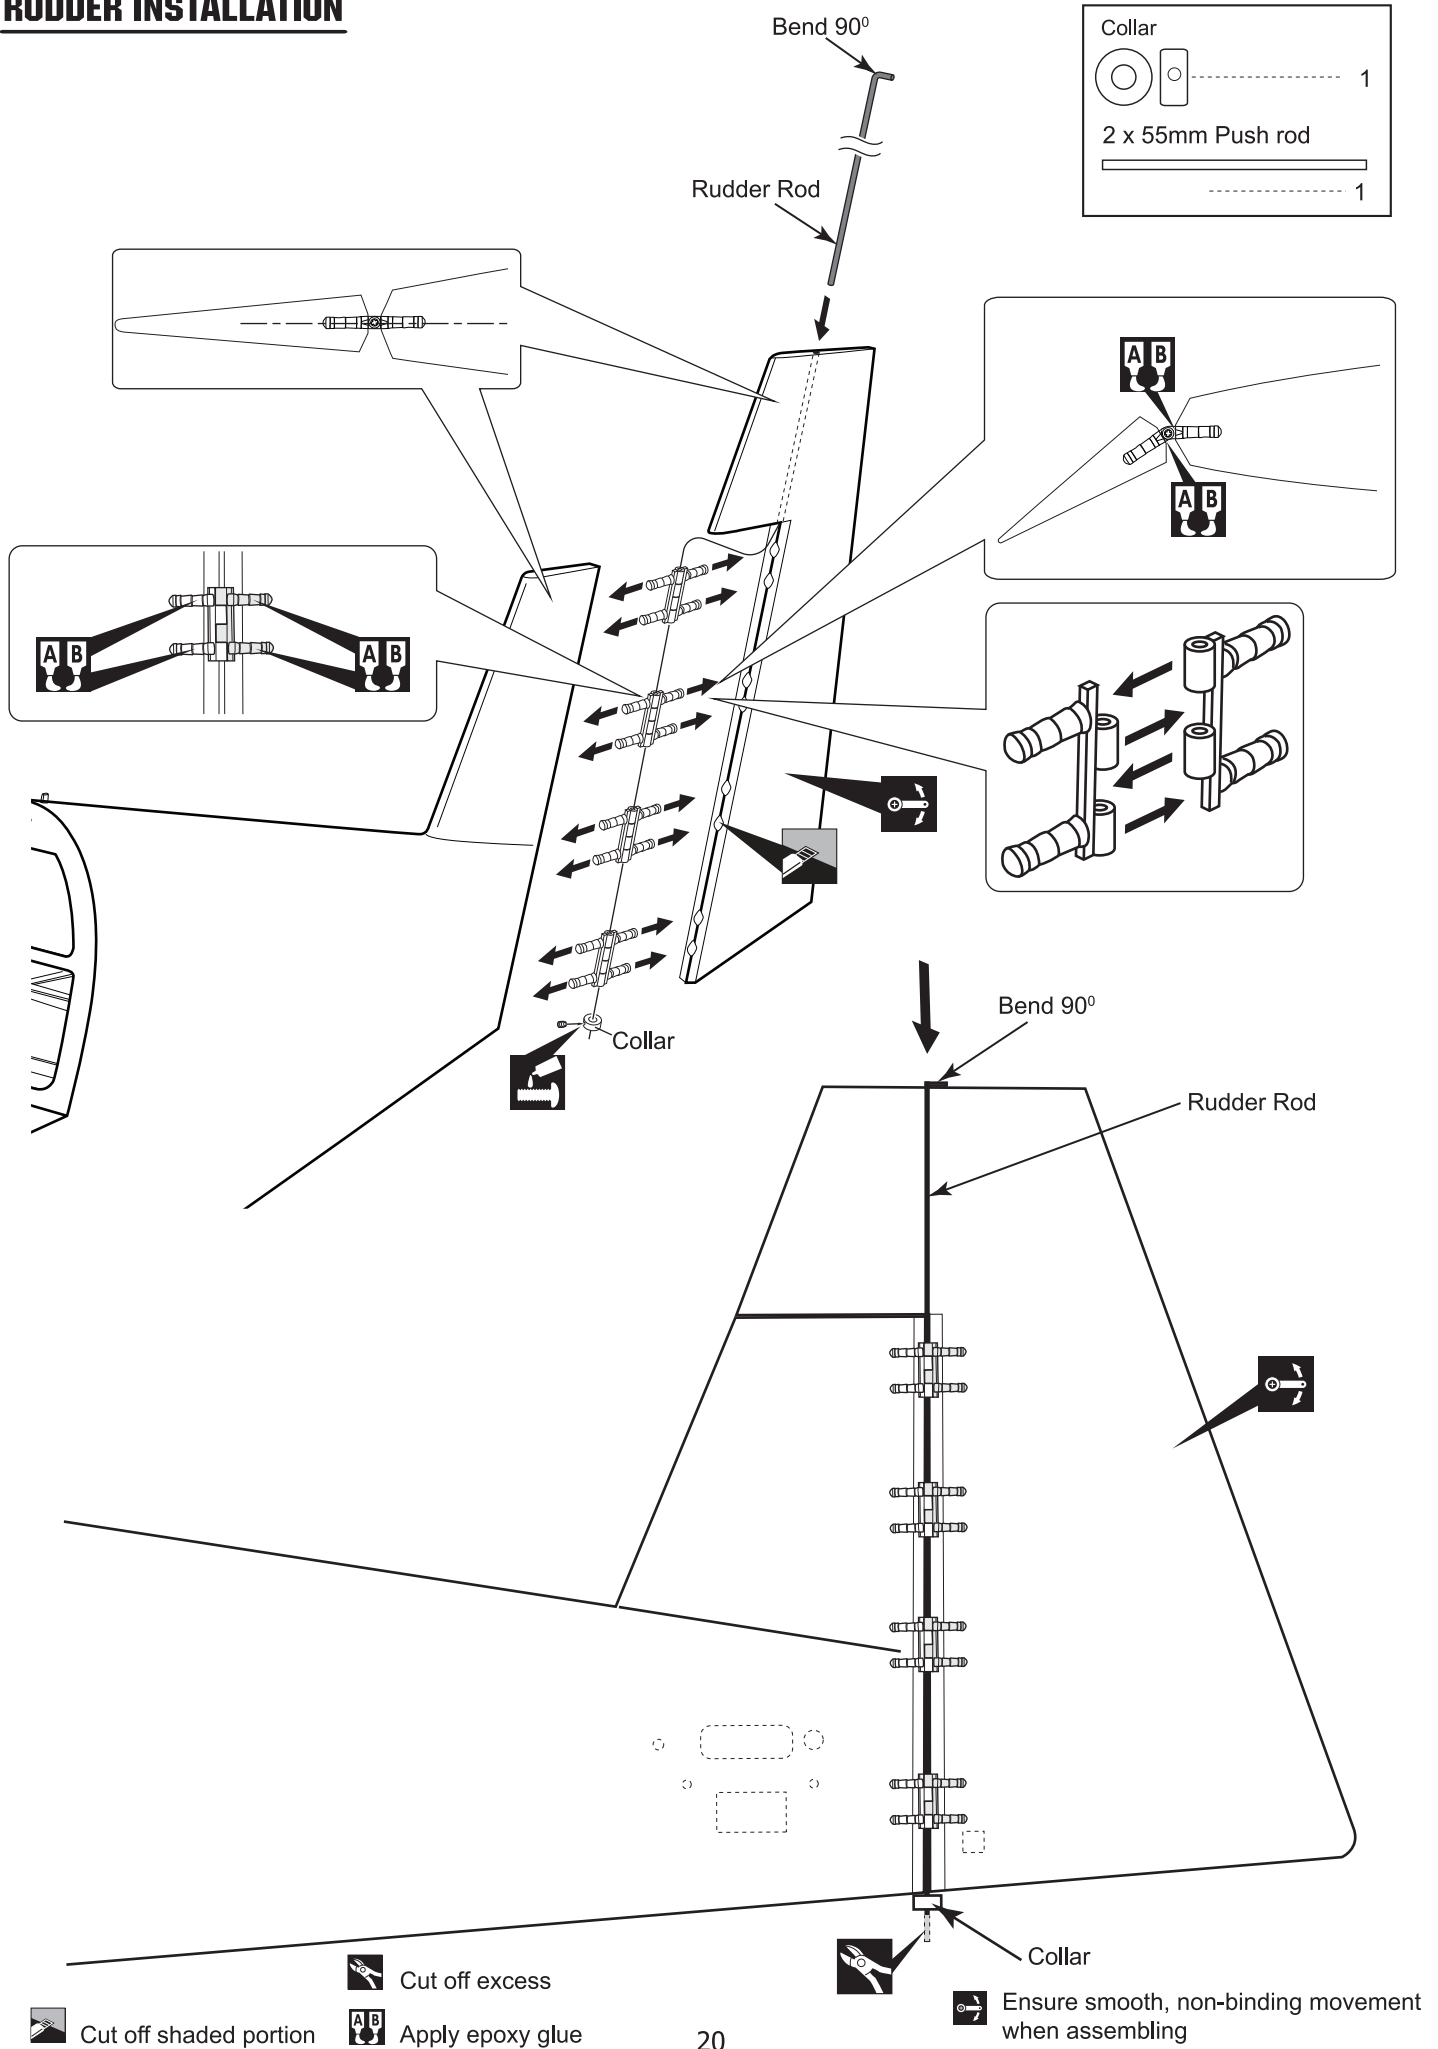 RUDDER INSTALLATION
Bend 90⁰
Collar
1
2 x 55mm Push rod
1
Rudder Rod
A B
A B
A B
A B
Collar
Bend 90⁰
Rudder Rod
Collar
Cut off excess
Ensure smooth, non-binding movement
when assembling
Cut off shaded portion
A B
Apply epoxy glue
20